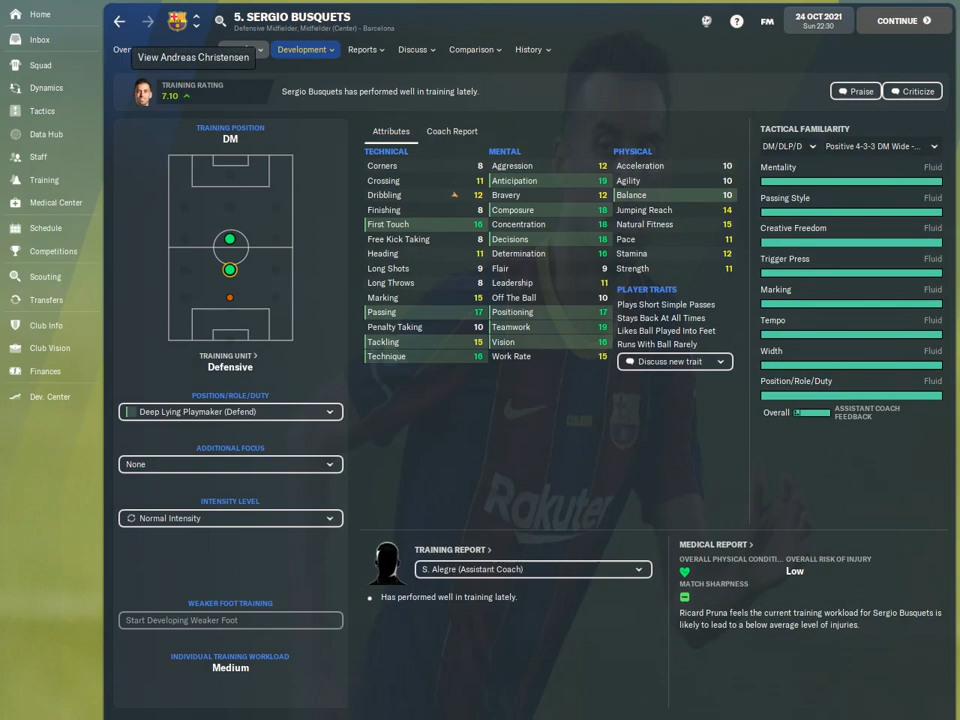 Home
Inbox
Squad
Dynamics
Tactics
Data Hub
Staff
Training
Medical Center
Schedule
Competitions
Scouting
Transfers
Club Info
Club Vision
Finances
Dev. Center
5. SERGIO BUSQUETS
Defensive Midfielder, Midfielder (Center) - Barcelona
?
FM
24 OCT 2021
Sun 22:30
CONTINUE
Over
View Andreas Christensen
Development
Reports
Discuss
Comparison
History
TRAINING RATING
7.10
Sergio Busquets has performed well in training lately.
Praise
Criticize
TRAINING POSITION
DM
TRAINING UNIT >
Defensive
POSITION/ROLE/DUTY
Deep Lying Playmaker (Defend)
ADDITIONAL FOCUS
None
INTENSITY LEVEL
Normal Intensity
WEAKER FOOT TRAINING
Start Developing Weaker Foot
INDIVIDUAL TRAINING WORKLOAD
Medium
Attributes
Coach Report
TECHNICAL
Corners 8
Crossing 11
Dribbling 12
Finishing 8
First Touch 16
Free Kick Taking 8
Heading 11
Long Shots 9
Long Throws 8
Marking 15
Passing 17
Penalty Taking 10
Tackling 15
Technique 16
MENTAL
Aggression 12
Anticipation 19
Bravery 12
Composure 18
Concentration 18
Decisions 18
Determination 16
Flair 9
Leadership 11
Off The Ball 10
Positioning 17
Teamwork 19
Vision 16
Work Rate 15
PHYSICAL
Acceleration 10
Agility 10
Balance 10
Jumping Reach 14
Natural Fitness 15
Pace 11
Stamina 12
Strength 11
PLAYER TRAITS
Plays Short Simple Passes
Stays Back At All Times
Likes Ball Played Into Feet
Runs With Ball Rarely
Discuss new trait
TACTICAL FAMILIARITY
DM/DLP/D
Positive 4-3-3 DM Wide -...
Mentality Fluid
Passing Style Fluid
Creative Freedom Fluid
Trigger Press Fluid
Marking Fluid
Tempo Fluid
Width Fluid
Position/Role/Duty Fluid
Overall
ASSISTANT COACH
FEEDBACK
Rakuten
TRAINING REPORT >
S. Alegre (Assistant Coach)
Has performed well in training lately.
MEDICAL REPORT >
OVERALL PHYSICAL CONDITI...
OVERALL RISK OF INJURY
Low
MATCH SHARPNESS
Ricard Pruna feels the current training workload for Sergio Busquets is
likely to lead to a below average level of injuries.